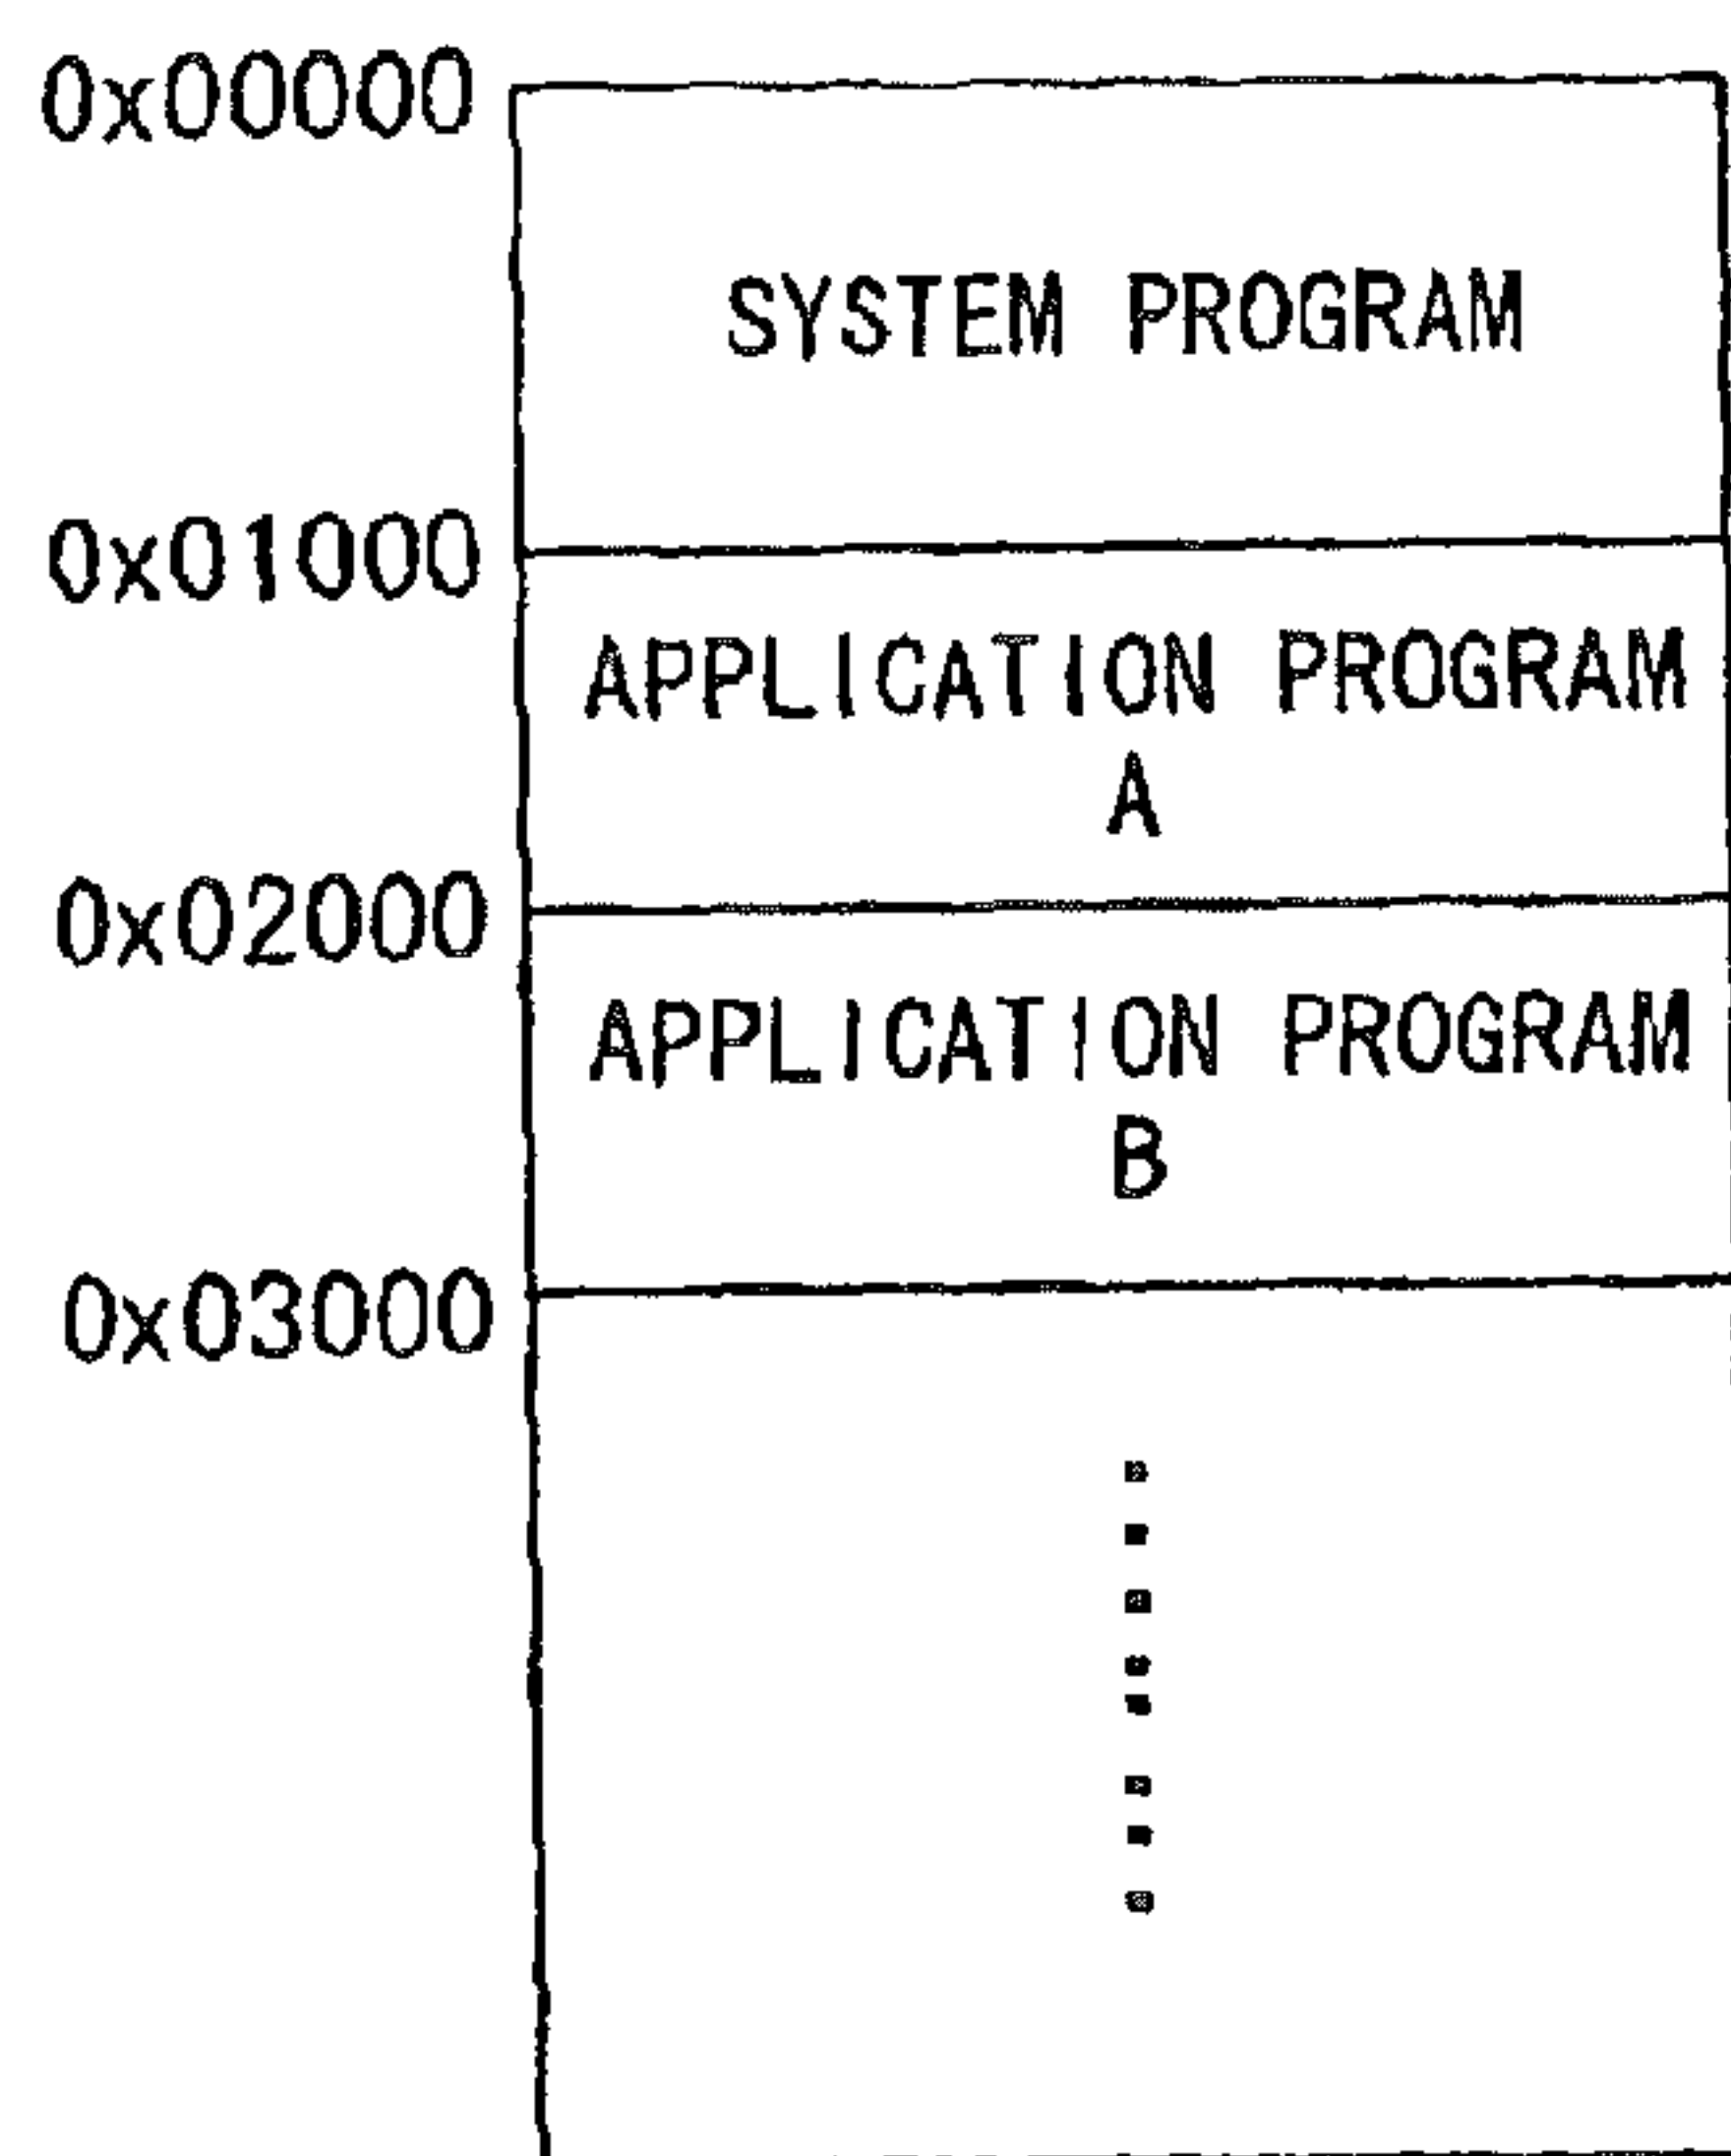 0x00000
SYSTEM PROGRAM
0x01000
APPLICATION PROGRAM
A
0x02000
APPLICATION PROGRAM
B
0x03000